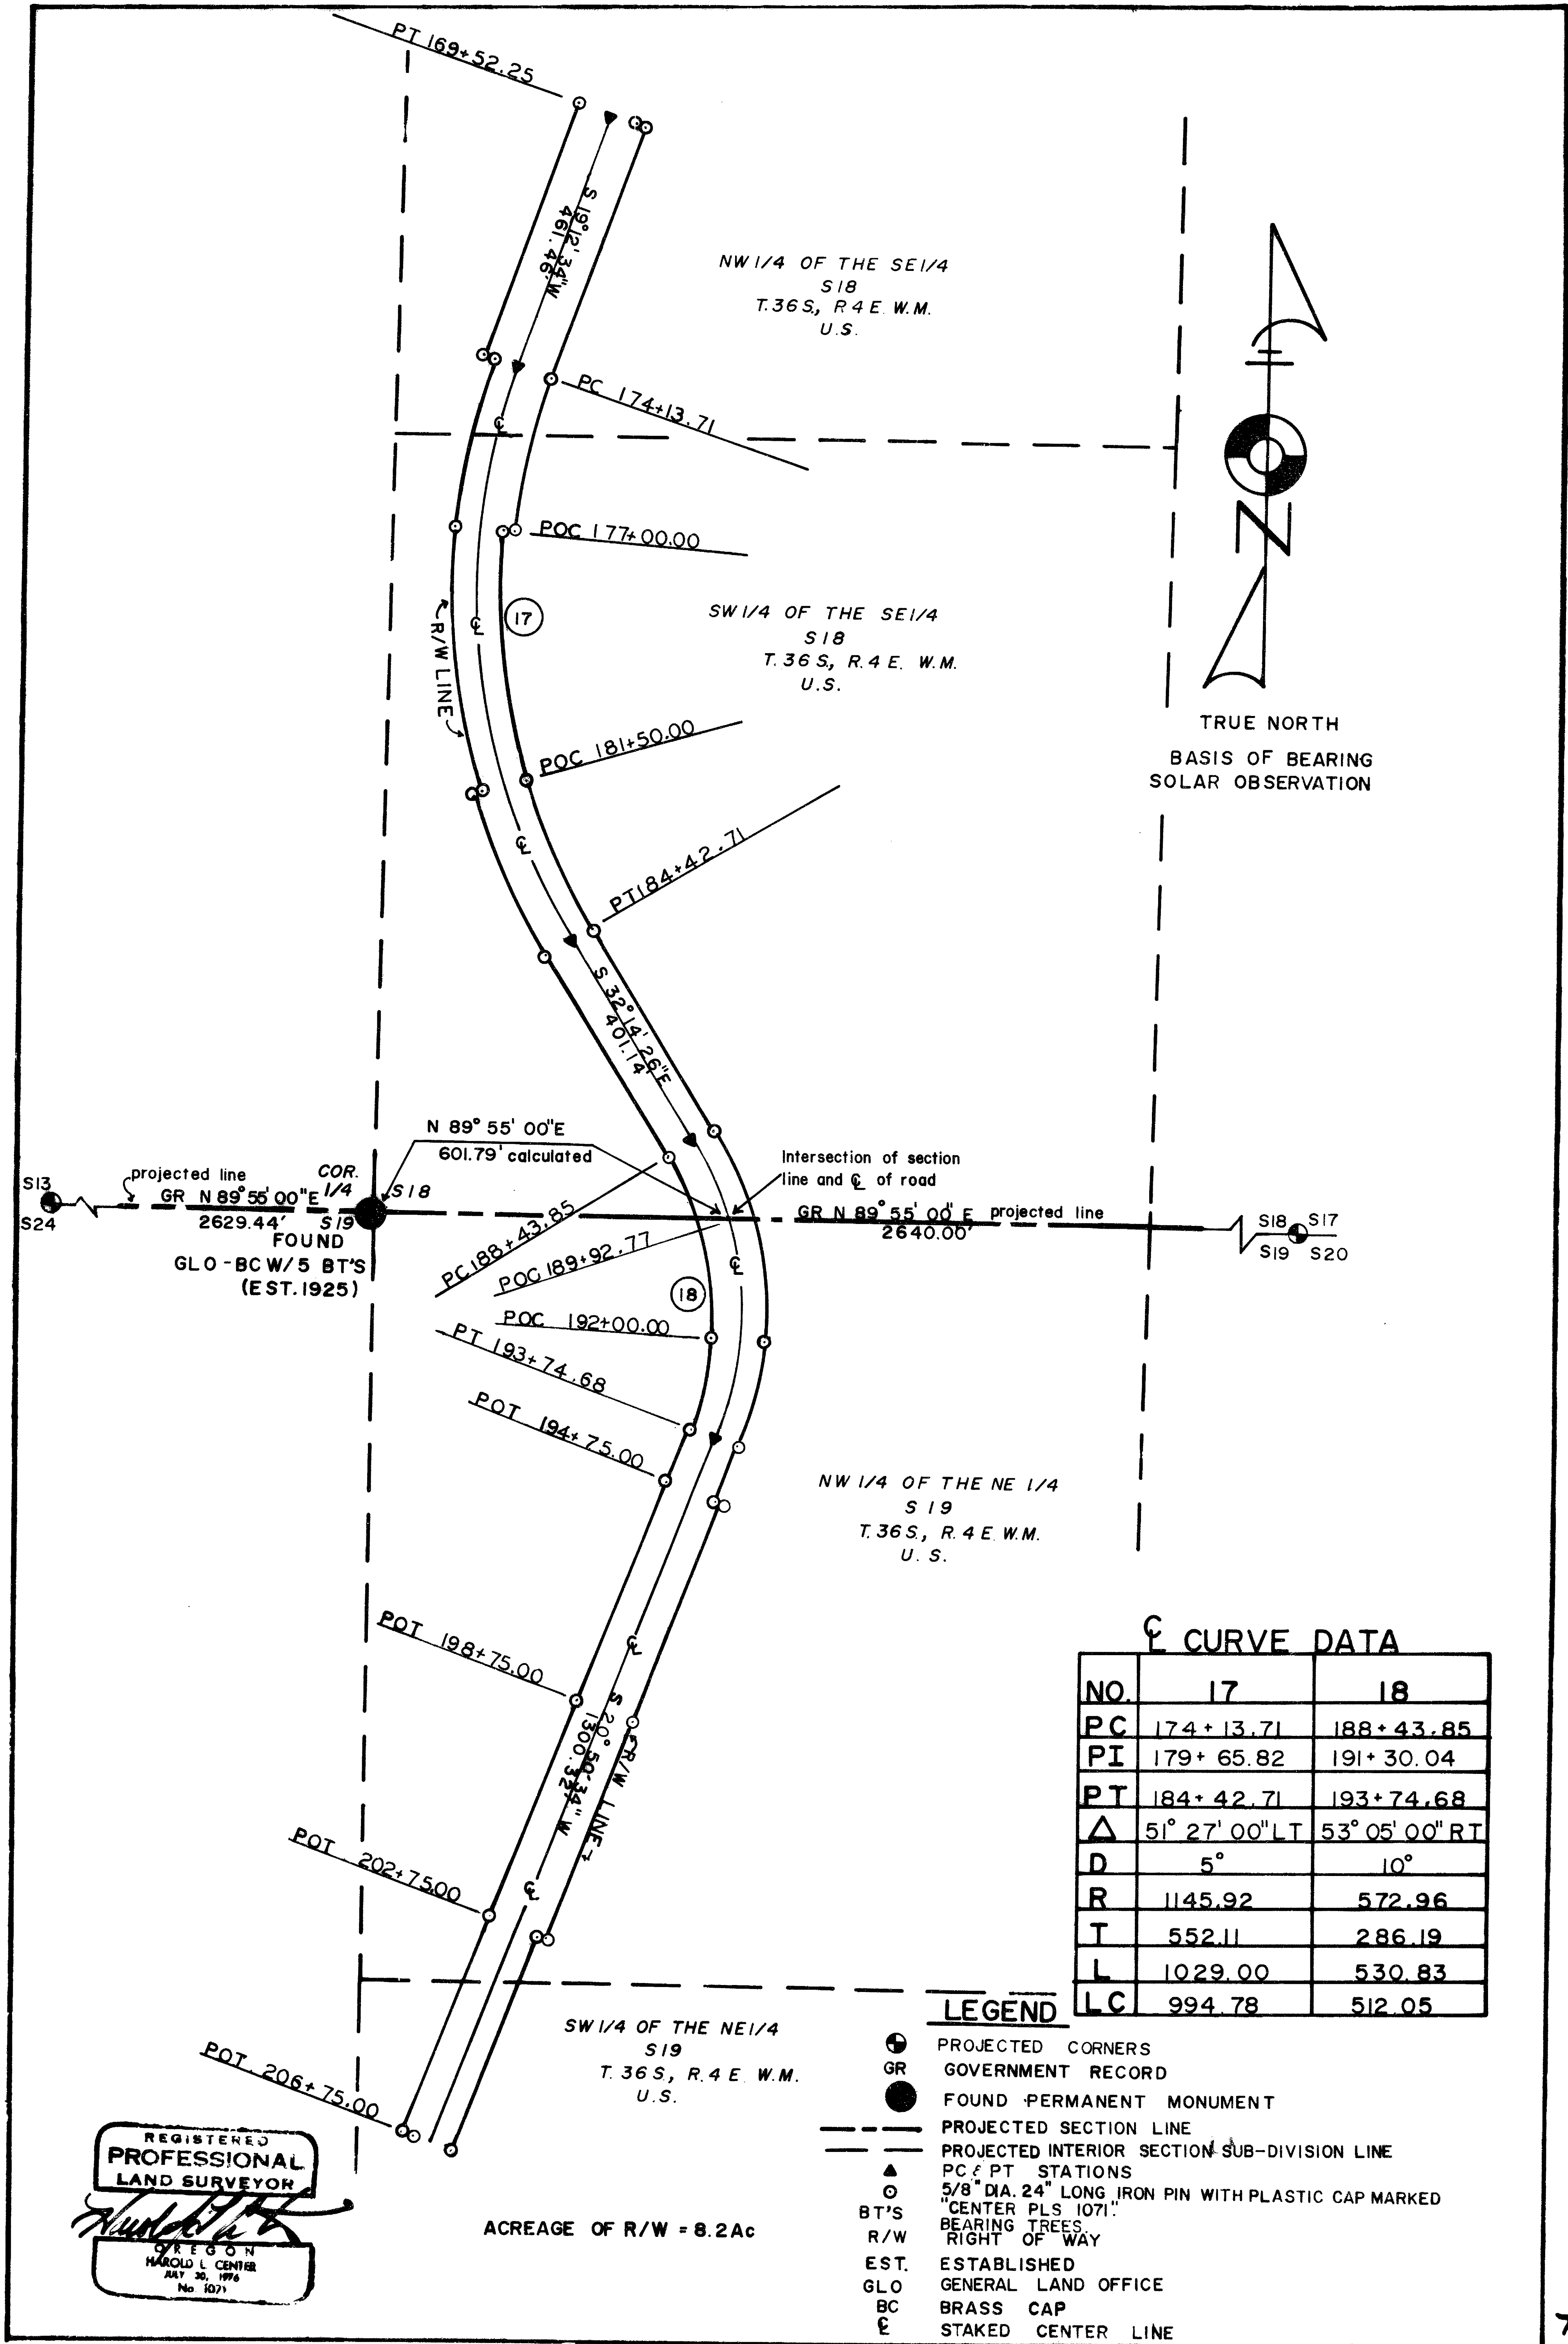 PT 169+52.25
S 19°12' 34"W
461.46'
NW 1/4 OF THE SE 1/4
S18
T. 36 S., R 4 E. W.M.
U.S.
PC 174+13.71
℄
POC 177+00.00
17
℄
R/W LINE
SW 1/4 OF THE SE 1/4
S18
T. 36 S., R. 4 E. W.M.
U.S.
N
TRUE NORTH
BASIS OF BEARING
SOLAR OBSERVATION
POC 181+50.00
℄
PT 184+42.71
S 32°14' 26"E
401.14'
N 89° 55' 00"E
601.79' calculated
Intersection of section
line and ℄ of road
S13
S24
projected line
GR N 89° 55' 00"E
2629.44'
COR.
1/4
S18
S19
FOUND
GLO-BC W/5 BT'S
(EST. 1925)
GR N 89° 55' 00" E projected line
2640.00'
S18 S17
S19 S20
PC 188+43.85
POC 189+92.77
℄
18
POC 192+00.00
PT 193+74.68
POT 194+75.00
NW 1/4 OF THE NE 1/4
S 19
T. 36 S., R. 4 E. W.M.
U.S.
POT 198+75.00
℄
S 20° 50' 34" W
1300.32'
R/W LINE
POT 202+75.00
℄
SW 1/4 OF THE NE 1/4
S19
T. 36 S., R. 4 E. W.M.
U.S.
POT 206+75.00
℄ CURVE DATA
NO. 17 18
PC 174+13.71 188+43.85
PI 179+65.82 191+30.04
PT 184+42.71 193+74.68
△ 51° 27' 00" LT 53° 05' 00" RT
D 5° 10°
R 1145.92 572.96
T 552.11 286.19
L 1029.00 530.83
LC 994.78 512.05
LEGEND
PROJECTED CORNERS
GR GOVERNMENT RECORD
FOUND PERMANENT MONUMENT
PROJECTED SECTION LINE
PROJECTED INTERIOR SECTION SUB-DIVISION LINE
PC & PT STATIONS
5/8" DIA. 24" LONG IRON PIN WITH PLASTIC CAP MARKED
"CENTER PLS 1071".
BT'S BEARING TREES.
R/W RIGHT OF WAY
EST. ESTABLISHED
GLO GENERAL LAND OFFICE
BC BRASS CAP
℄ STAKED CENTER LINE
ACREAGE OF R/W = 8.2Ac
REGISTERED
PROFESSIONAL
LAND SURVEYOR
OREGON
HAROLD L. CENTER
JULY 30, 1976
No. 1071